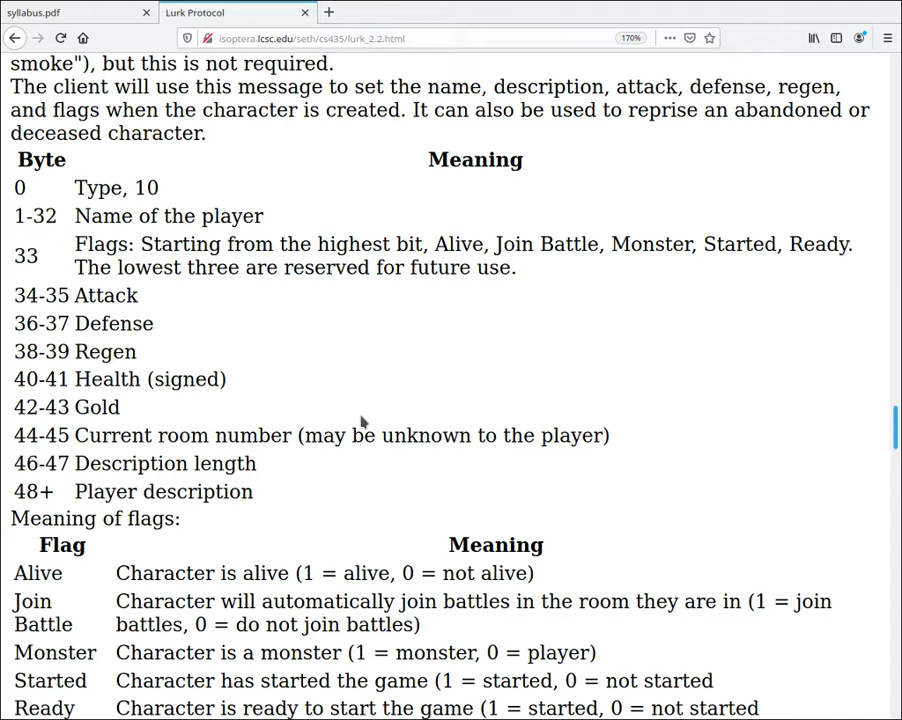 syllabus.pdf
Lurk Protocol
isoptera.lcsc.edu/seth/cs435/lurk_2.2.html
170%
smoke"), but this is not required.
The client will use this message to set the name, description, attack, defense, regen,
and flags when the character is created. It can also be used to reprise an abandoned or
deceased character.
Byte Meaning
0 Type, 10
1-32 Name of the player
33 Flags: Starting from the highest bit, Alive, Join Battle, Monster, Started, Ready.
The lowest three are reserved for future use.
34-35 Attack
36-37 Defense
38-39 Regen
40-41 Health (signed)
42-43 Gold
44-45 Current room number (may be unknown to the player)
46-47 Description length
48+ Player description
Meaning of flags:
Flag Meaning
Alive Character is alive (1 = alive, 0 = not alive)
Join Character will automatically join battles in the room they are in (1 = join
Battle battles, 0 = do not join battles)
Monster Character is a monster (1 = monster, 0 = player)
Started Character has started the game (1 = started, 0 = not started
Ready Character is ready to start the game (1 = started, 0 = not started